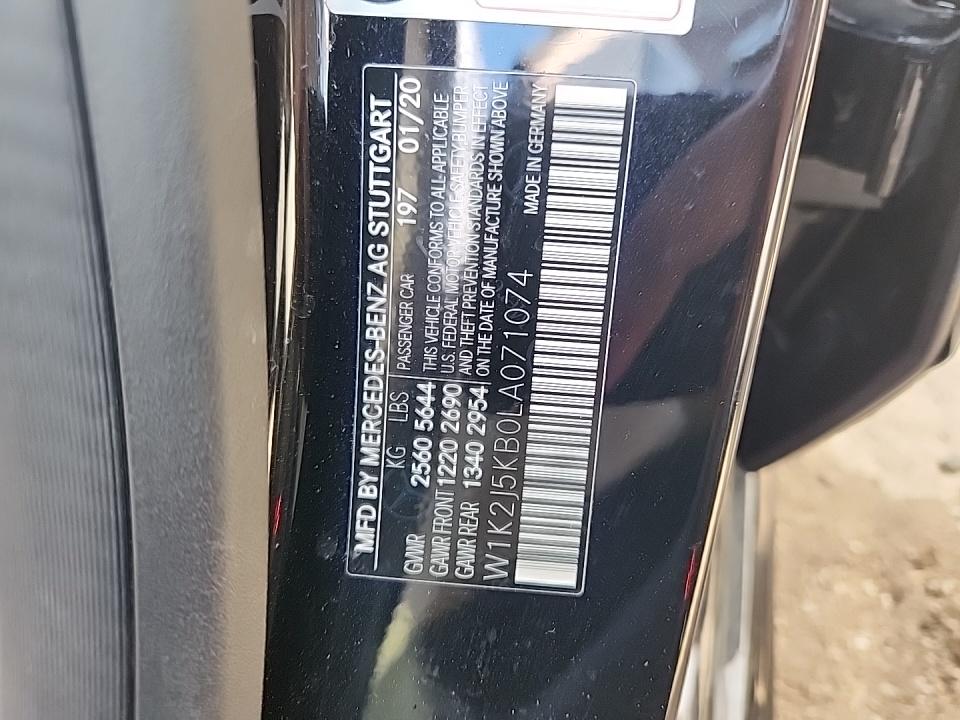 MFD BY MERCEDES-BENZ AG STUTTGART
KG LBS PASSENGER CAR 197 01/20
GVWR 2560 5644 THIS VEHICLE CONFORMS TO ALL APPLICABLE
GAWR FRONT 1220 2690 U.S. FEDERAL MOTOR VEHICLE SAFETY, BUMPER
GAWR REAR 1340 2954 AND THEFT PREVENTION STANDARDS IN EFFECT
ON THE DATE OF MANUFACTURE SHOWN ABOVE
W1K2J5KB0LA071074 MADE IN GERMANY